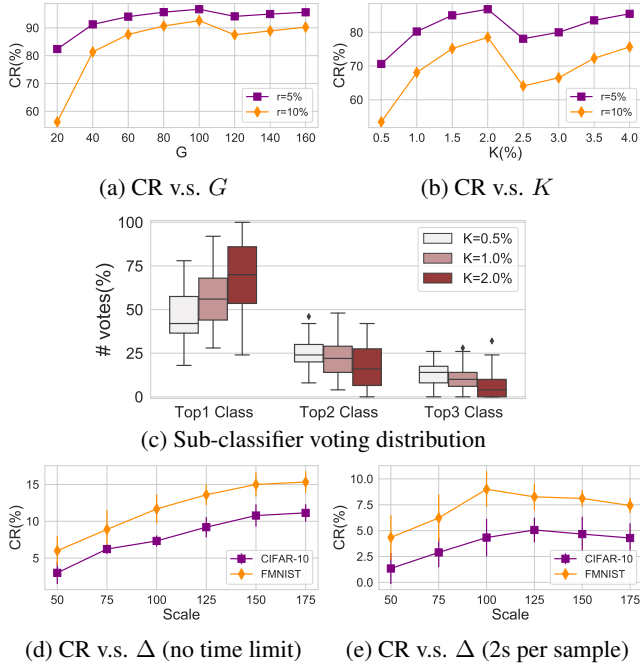 CR(%)
90
80
70
60
20 40 60 80 100 120 140 160
G
r=5%
r=10%
(a) CR v.s. G
CR(%)
80
70
60
0.5 1.0 1.5 2.0 2.5 3.0 3.5 4.0
K(%)
r=5%
r=10%
(b) CR v.s. K
# votes(%)
100
75
50
25
0
K=0.5%
K=1.0%
K=2.0%
Top1 Class Top2 Class Top3 Class
(c) Sub-classifier voting distribution
CR(%)
15
10
5
50 75 100 125 150 175
Scale
CIFAR-10
FMNIST
(d) CR v.s. Δ (no time limit)
CR(%)
10.0
7.5
5.0
2.5
0.0
50 75 100 125 150 175
Scale
CIFAR-10
FMNIST
(e) CR v.s. Δ (2s per sample)